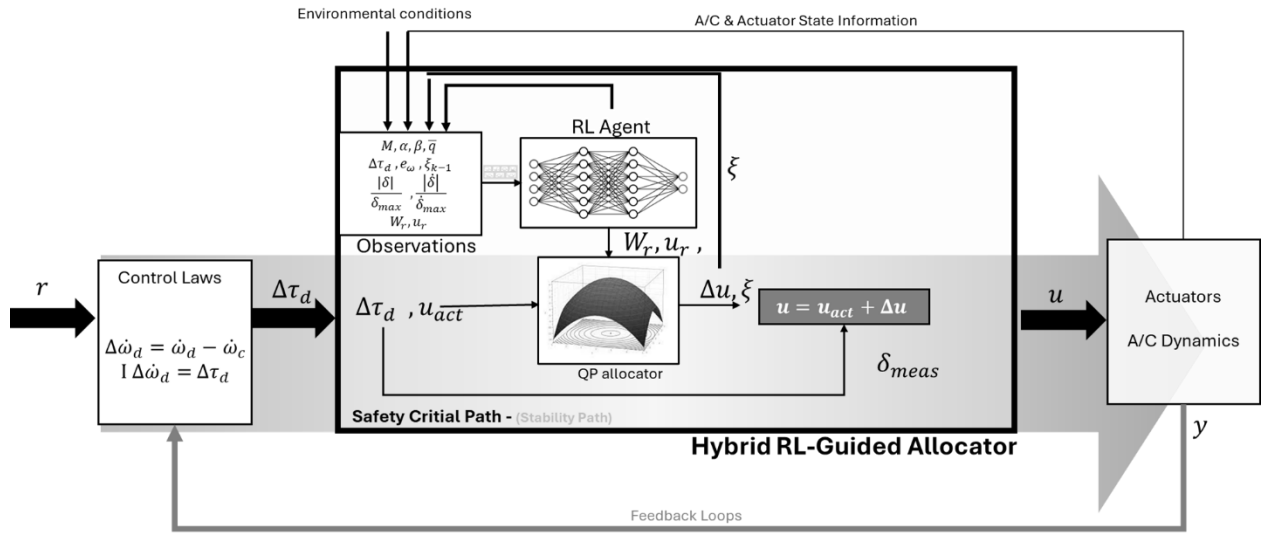 Environmental conditions
A/C & Actuator State Information
M, α, β, q̅
Δτ_d , e_ω , ξ_{k−1}
|δ|/δ_max , |δ̇|/δ̇_max
W_r, u_r
Observations
RL Agent
ξ
W_r, u_r ,
r
Control Laws
Δω̇_d = ω̇_d − ω̇_c
I Δω̇_d = Δτ_d
Δτ_d
Δτ_d , u_act
QP allocator
Δu, ξ
u = u_act + Δu
δ_meas
u
Actuators
A/C Dynamics
y
Safety Critial Path - (Stability Path)
Hybrid RL-Guided Allocator
Feedback Loops